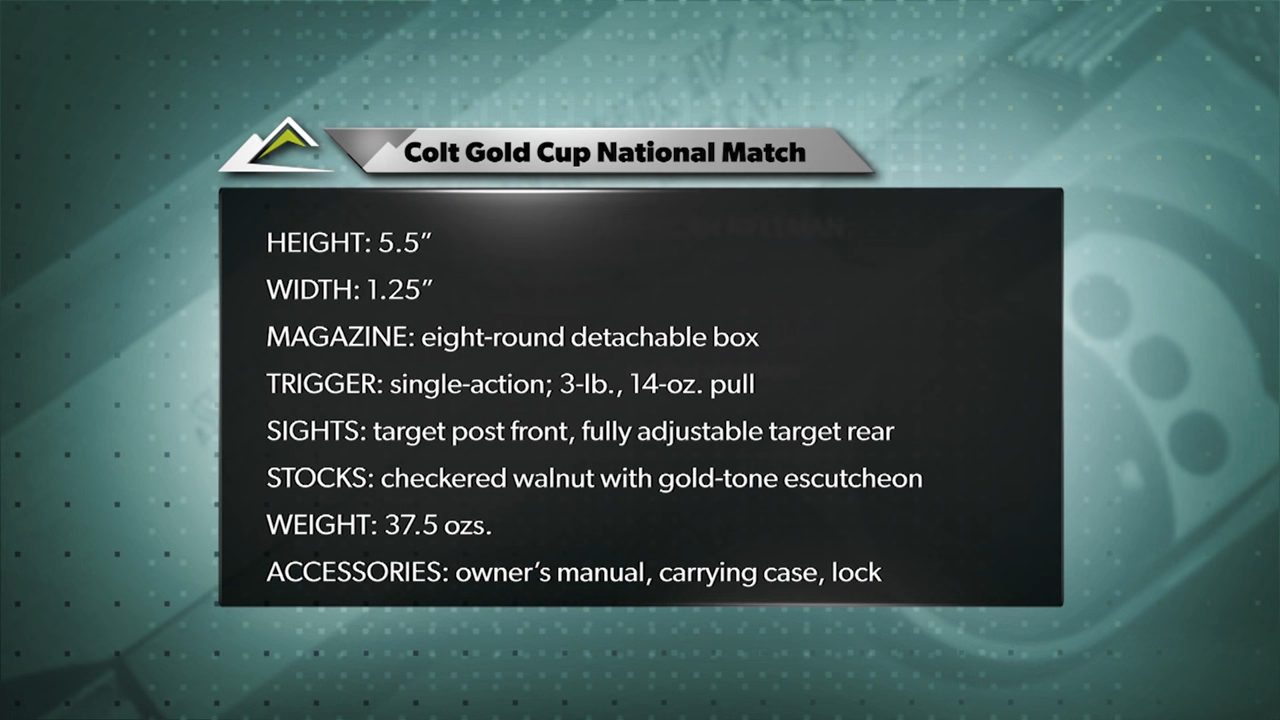 Colt Gold Cup National Match
HEIGHT: 5.5”
WIDTH: 1.25”
MAGAZINE: eight-round detachable box
TRIGGER: single-action; 3-lb., 14-oz. pull
SIGHTS: target post front, fully adjustable target rear
STOCKS: checkered walnut with gold-tone escutcheon
WEIGHT: 37.5 ozs.
ACCESSORIES: owner’s manual, carrying case, lock